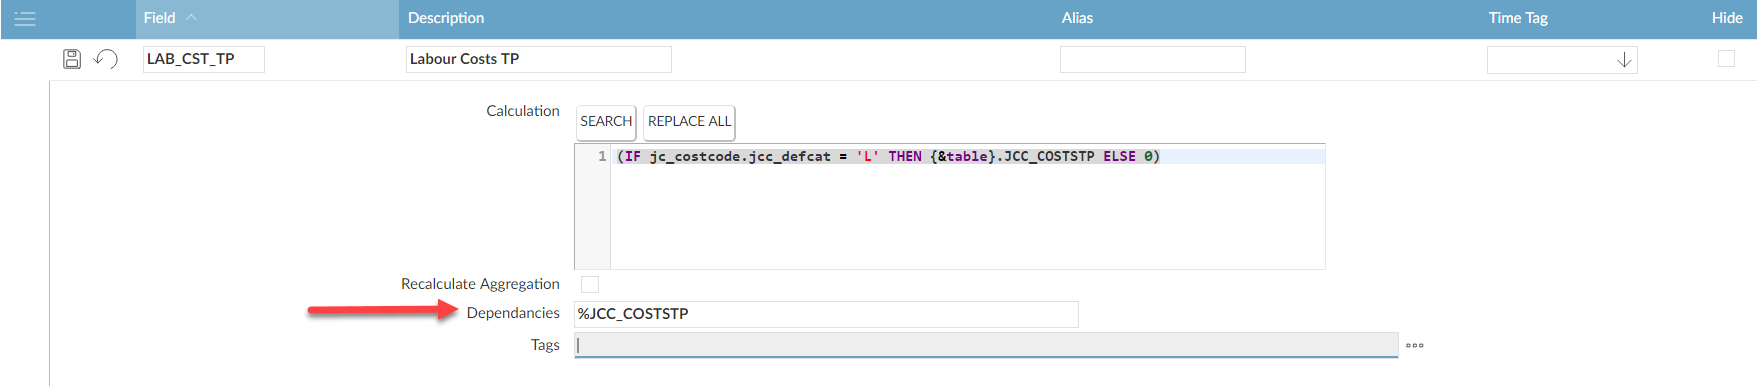 Field Description Alias Time Tag Hide
LAB_CST_TP Labour Costs TP
Calculation SEARCH REPLACE ALL
1 (IF jc_costcode.jcc_defcat = 'L' THEN {&table}.JCC_COSTSTP ELSE 0)
Recalculate Aggregation
Dependancies %JCC_COSTSTP
Tags